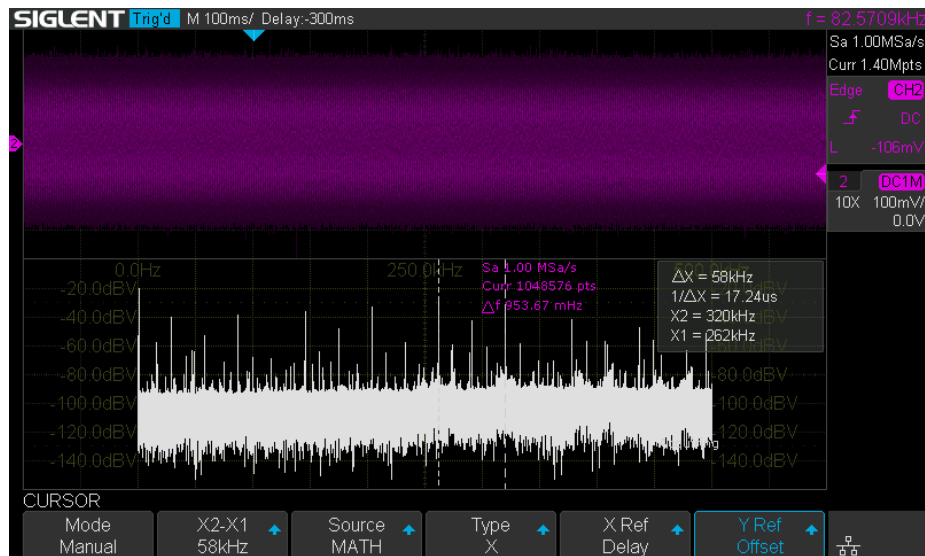 SIGLENT Trig'd M 100ms/ Delay:-300ms f = 82.5709kHz
Sa 1.00MSa/s
Curr 1.40Mpts
Edge CH2
DC
L -106mV
2
2 DC1M
10X 100mV/
0.0V
0.0Hz 250.0kHz
Sa 1.00 MSa/s
Curr 1048576 pts
△f 953.67 mHz
△X = 58kHz
1/△X = 17.24us
X2 = 320kHz
X1 = 262kHz
-20.0dBV
-40.0dBV
-60.0dBV
-80.0dBV -80.0dBV
-100.0dBV -100.0dBV
-120.0dBV -120.0dBV
-140.0dBV -140.0dBV
CURSOR
Mode X2-X1 Source Type X Ref Y Ref
Manual 58kHz MATH X Delay Offset